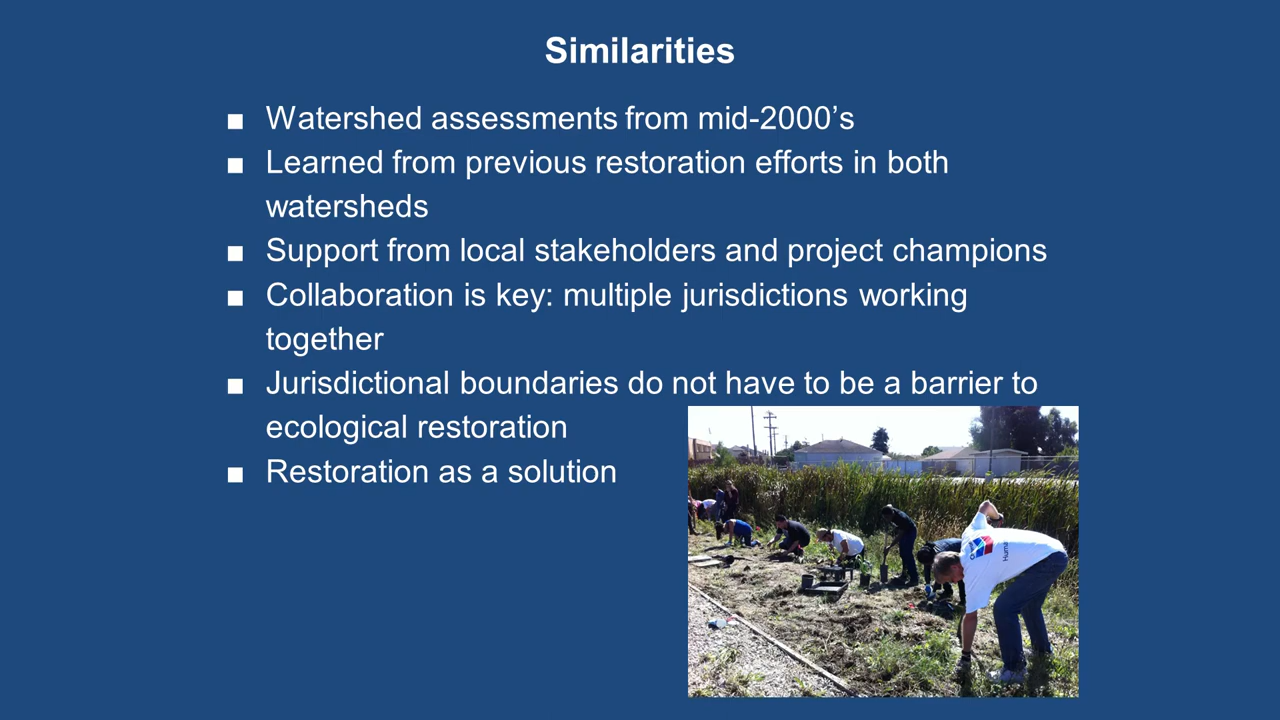 Similarities
■ Watershed assessments from mid-2000’s
■ Learned from previous restoration efforts in both
watersheds
■ Support from local stakeholders and project champions
■ Collaboration is key: multiple jurisdictions working
together
■ Jurisdictional boundaries do not have to be a barrier to
ecological restoration
■ Restoration as a solution